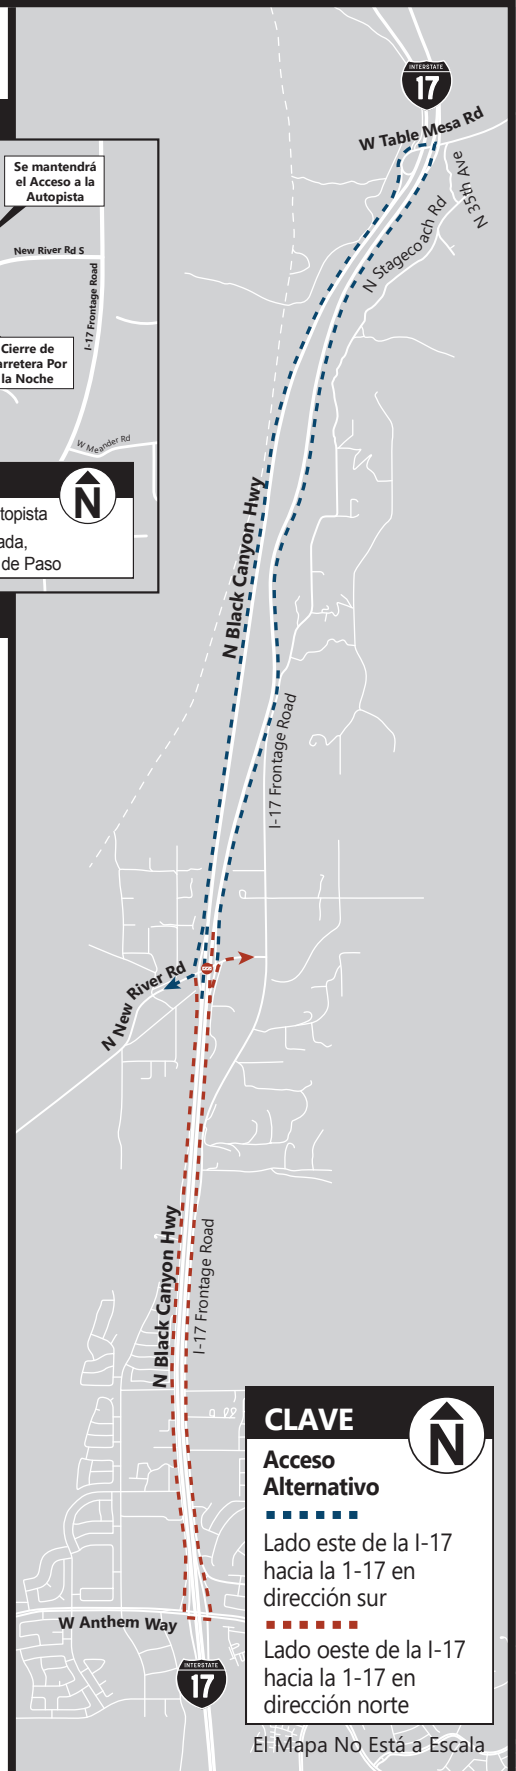 INTERSTATE
17
W Table Mesa Rd
N 35th Ave
N Stagecoach Rd
Se mantendrá
el Acceso a la
Autopista
New River Rd S
I-17 Frontage Road
Cierre de
arretera Por
la Noche
W Meander Rd
N
topista
ada,
de Paso
N Black Canyon Hwy
I-17 Frontage Road
N New River Rd
N Black Canyon Hwy
I-17 Frontage Road
W Anthem Way
INTERSTATE
17
CLAVE
N
Acceso
Alternativo
Lado este de la I-17
hacia la 1-17 en
dirección sur
Lado oeste de la I-17
hacia la 1-17 en
dirección norte
El Mapa No Está a Escala